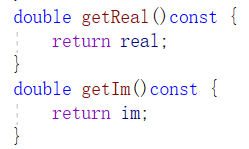 double getReal()const {
    return real;
}
double getIm()const {
    return im;
}